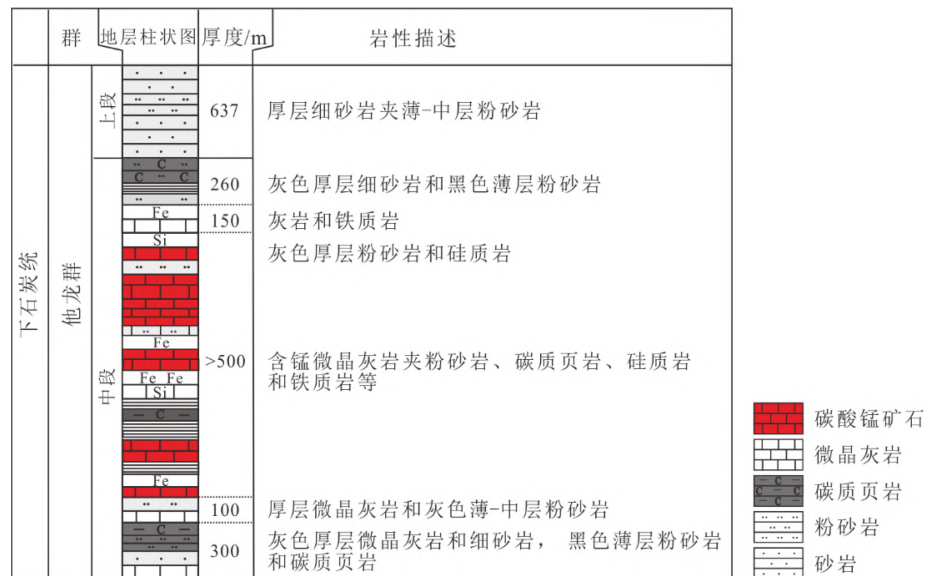 群 地层柱状图 厚度/m 岩性描述
下石炭统
他龙群
上段
637 厚层细砂岩夹薄-中层粉砂岩
C
C C
260 灰色厚层细砂岩和黑色薄层粉砂岩
Fe
150 灰岩和铁质岩
Si
灰色厚层粉砂岩和硅质岩
中段
Fe
>500 含锰微晶灰岩夹粉砂岩、碳质页岩、硅质岩
和铁质岩等
Fe Fe
Si
C
Fe
100 厚层微晶灰岩和灰色薄-中层粉砂岩
C
300 灰色厚层微晶灰岩和细砂岩， 黑色薄层粉砂岩
和碳质页岩
碳酸锰矿石
微晶灰岩
C
C C
C
碳质页岩
粉砂岩
砂岩